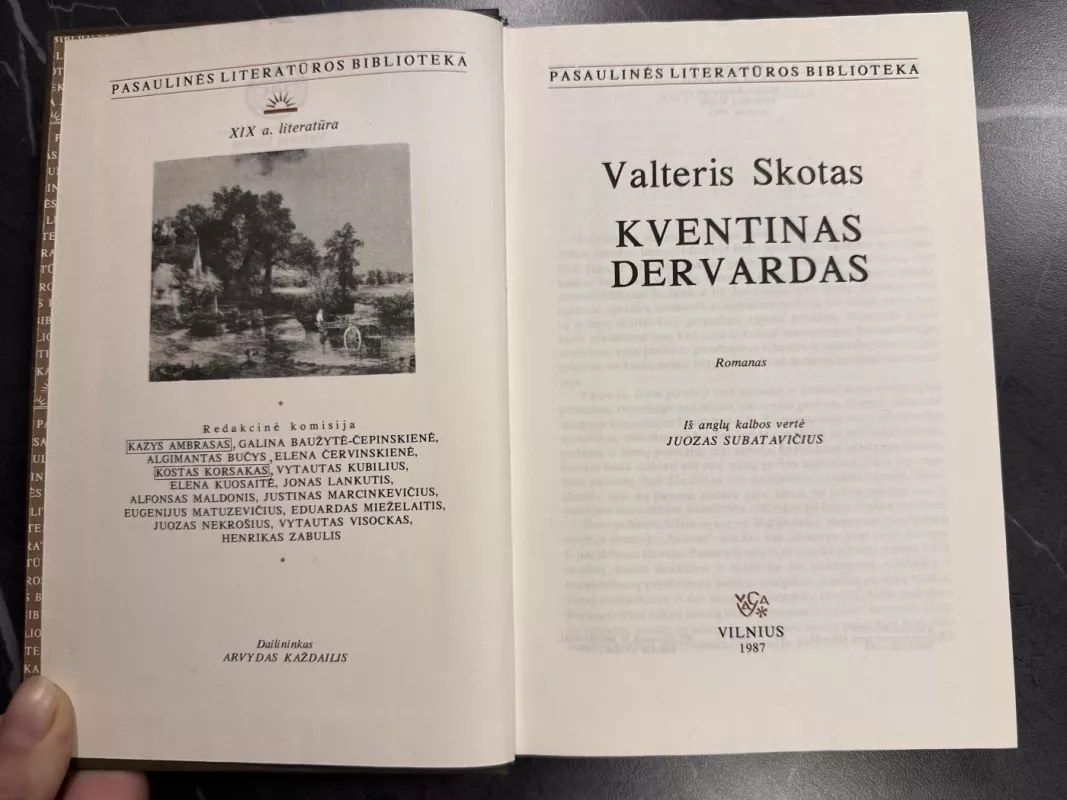 PASAULINĖS LITERATŪROS BIBLIOTEKA
XIX a. literatūra
Redakcinė komisija
KAZYS AMBRASAS, GALINA BAUŽYTĖ-ČEPINSKIENĖ,
ALGIMANTAS BUČYS, ELENA ČERVINSKIENĖ,
KOSTAS KORSAKAS, VYTAUTAS KUBILIUS,
ELENA KUOSAITĖ, JONAS LANKUTIS,
ALFONSAS MALDONIS, JUSTINAS MARCINKEVIČIUS,
EUGENIJUS MATUZEVIČIUS, EDUARDAS MIEŽELAITIS,
JUOZAS NEKROŠIUS, VYTAUTAS VISOCKAS,
HENRIKAS ZABULIS
Dailininkas
ARVYDAS KAŽDAILIS
PASAULINĖS LITERATŪROS BIBLIOTEKA
Valteris Skotas
KVENTINAS
DERVARDAS
Romanas
Iš anglų kalbos vertė
JUOZAS SUBATAVIČIUS
VAGA
VILNIUS
1987